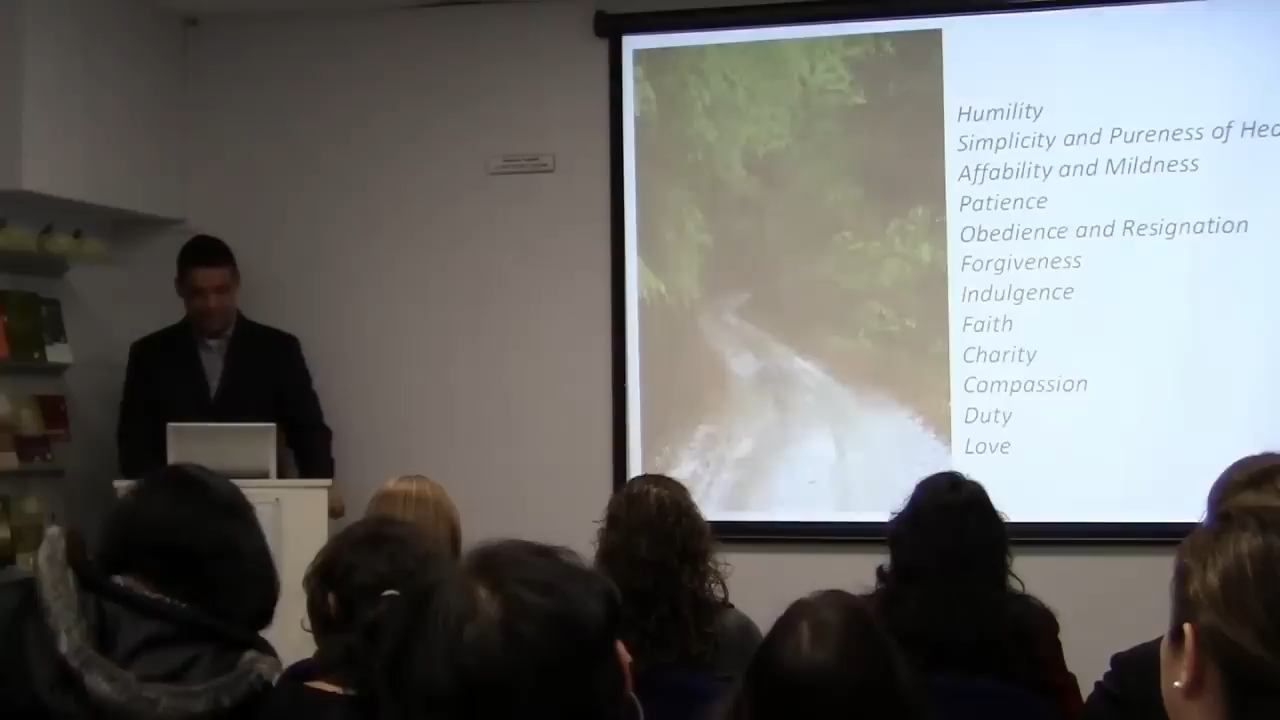 Humility
Simplicity and Pureness of Hea
Affability and Mildness
Patience
Obedience and Resignation
Forgiveness
Indulgence
Faith
Charity
Compassion
Duty
Love